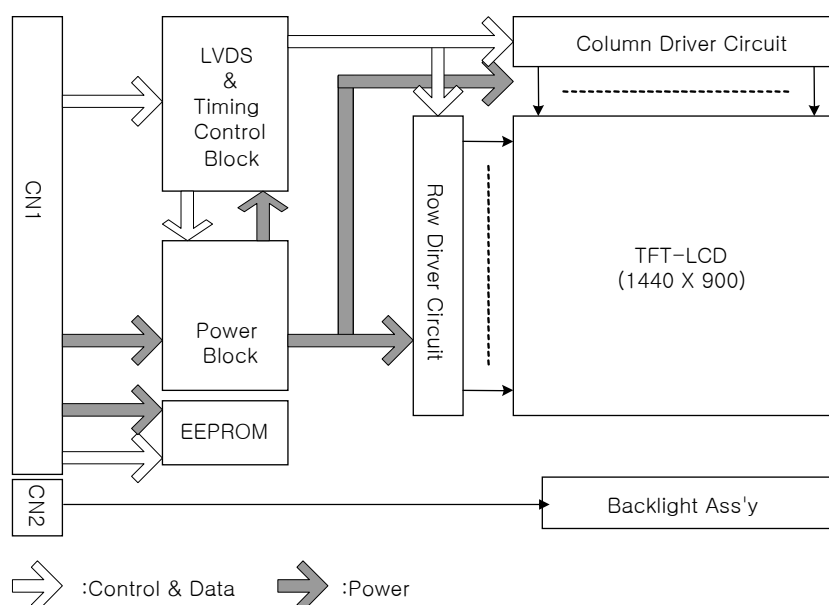 CN1
CN2
LVDS
&
Timing
Control
Block
Power
Block
EEPROM
Column Driver Circuit
Row Dirver Circuit
TFT-LCD
(1440 X 900)
Backlight Ass'y
:Control & Data
:Power